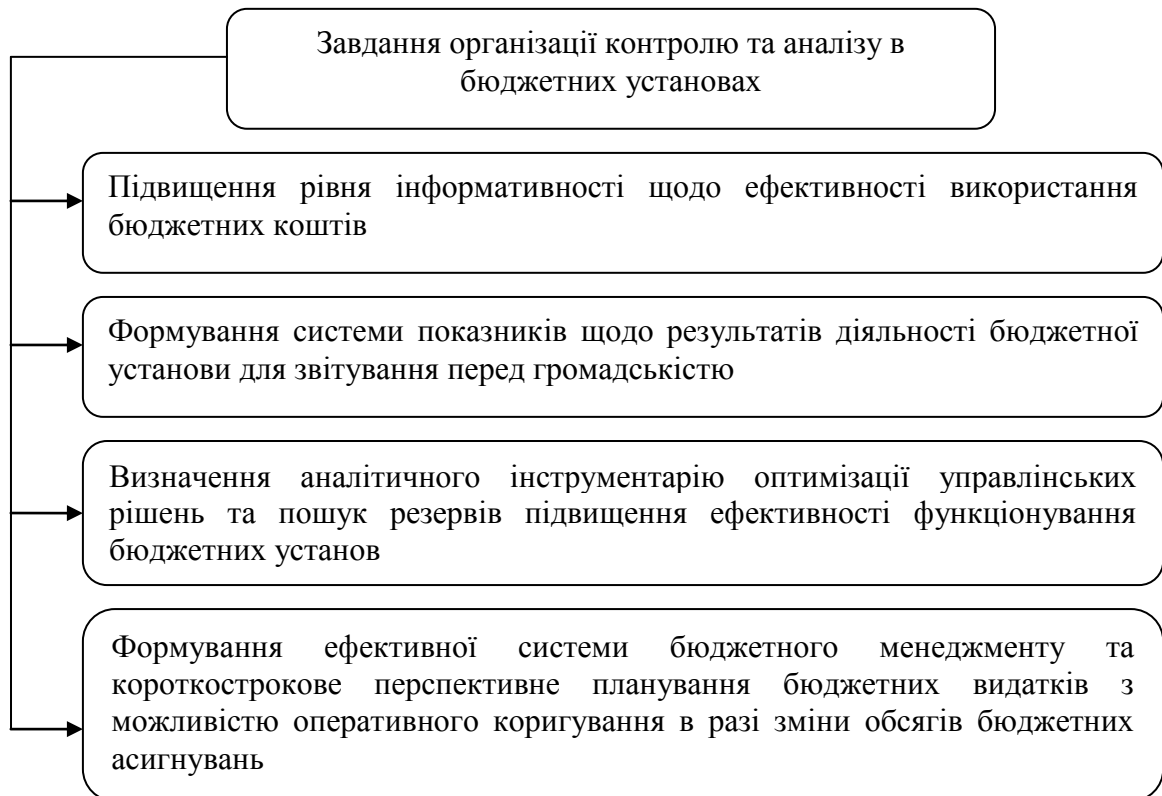 Завдання організації контролю та аналізу в
бюджетних установах
Підвищення рівня інформативності щодо ефективності використання
бюджетних коштів
Формування системи показників щодо результатів діяльності бюджетної
установи для звітування перед громадськістю
Визначення аналітичного інструментарію оптимізації управлінських
рішень та пошук резервів підвищення ефективності функціонування
бюджетних установ
Формування ефективної системи бюджетного менеджменту та
короткострокове перспективне планування бюджетних видатків з
можливістю оперативного коригування в разі зміни обсягів бюджетних
асигнувань